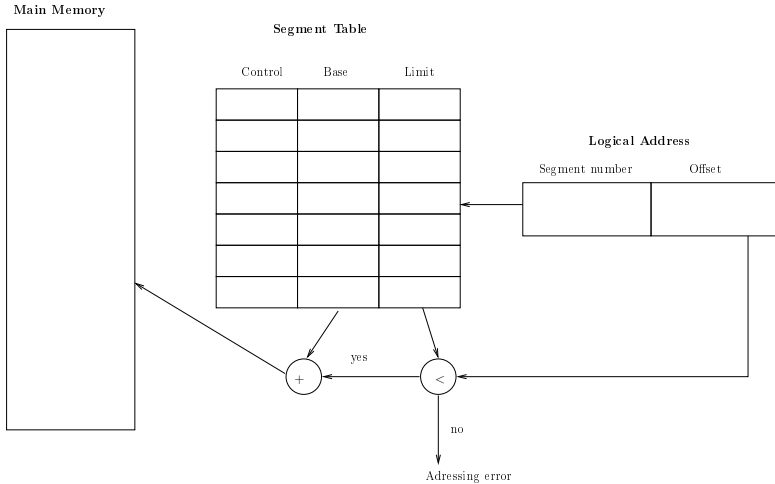 Main Memory
Segment Table
Control Base Limit
Logical Address
Segment number Offset
yes
+ <
no
Adressing error